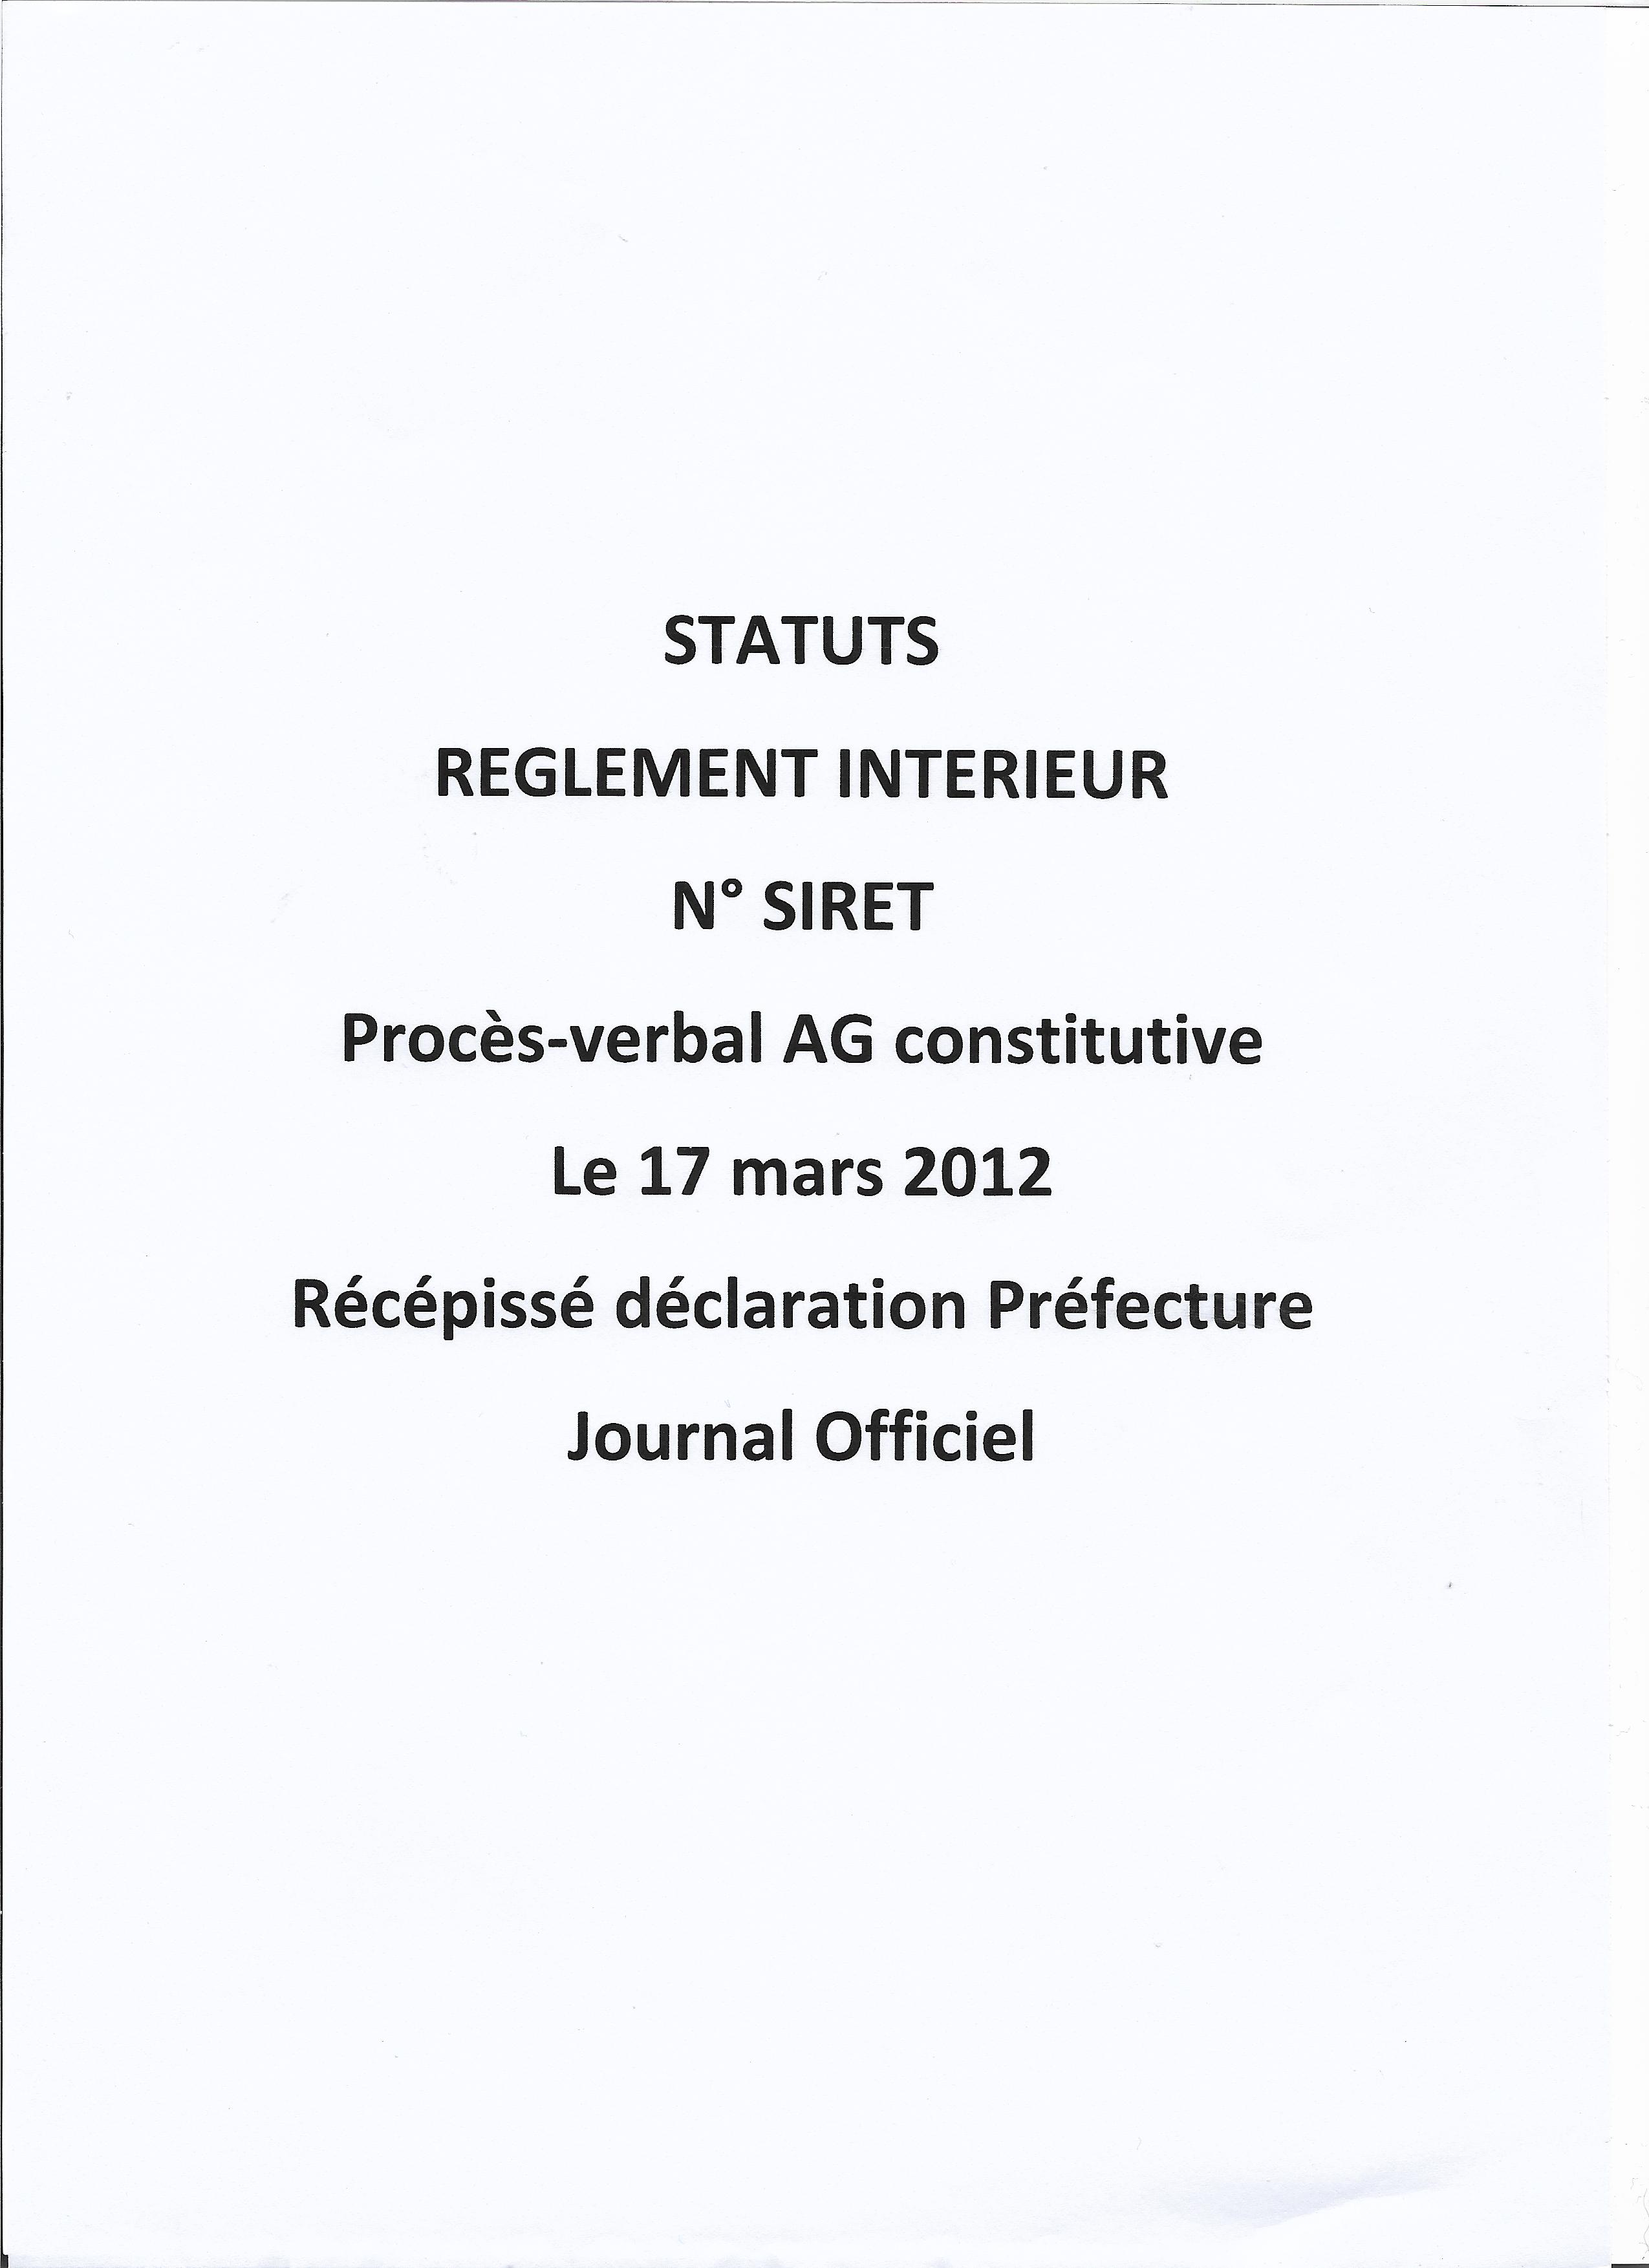 STATUTS
REGLEMENT INTERIEUR
N° SIRET
Procès-verbal AG constitutive
Le 17 mars 2012
Récépissé déclaration Préfecture
Journal Officiel